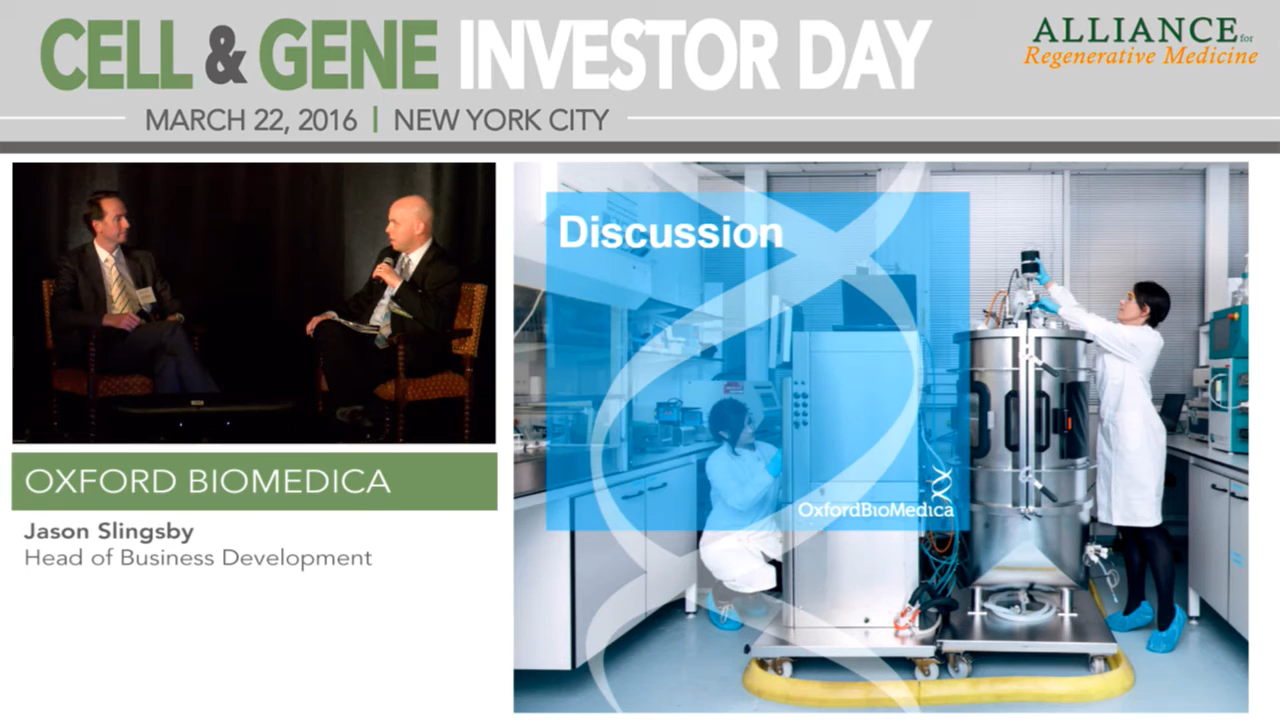 CELL & GENE INVESTOR DAY
MARCH 22, 2016 | NEW YORK CITY
ALLIANCE for
Regenerative Medicine
Discussion
OxfordBioMedica
OXFORD BIOMEDICA
Jason Slingsby
Head of Business Development